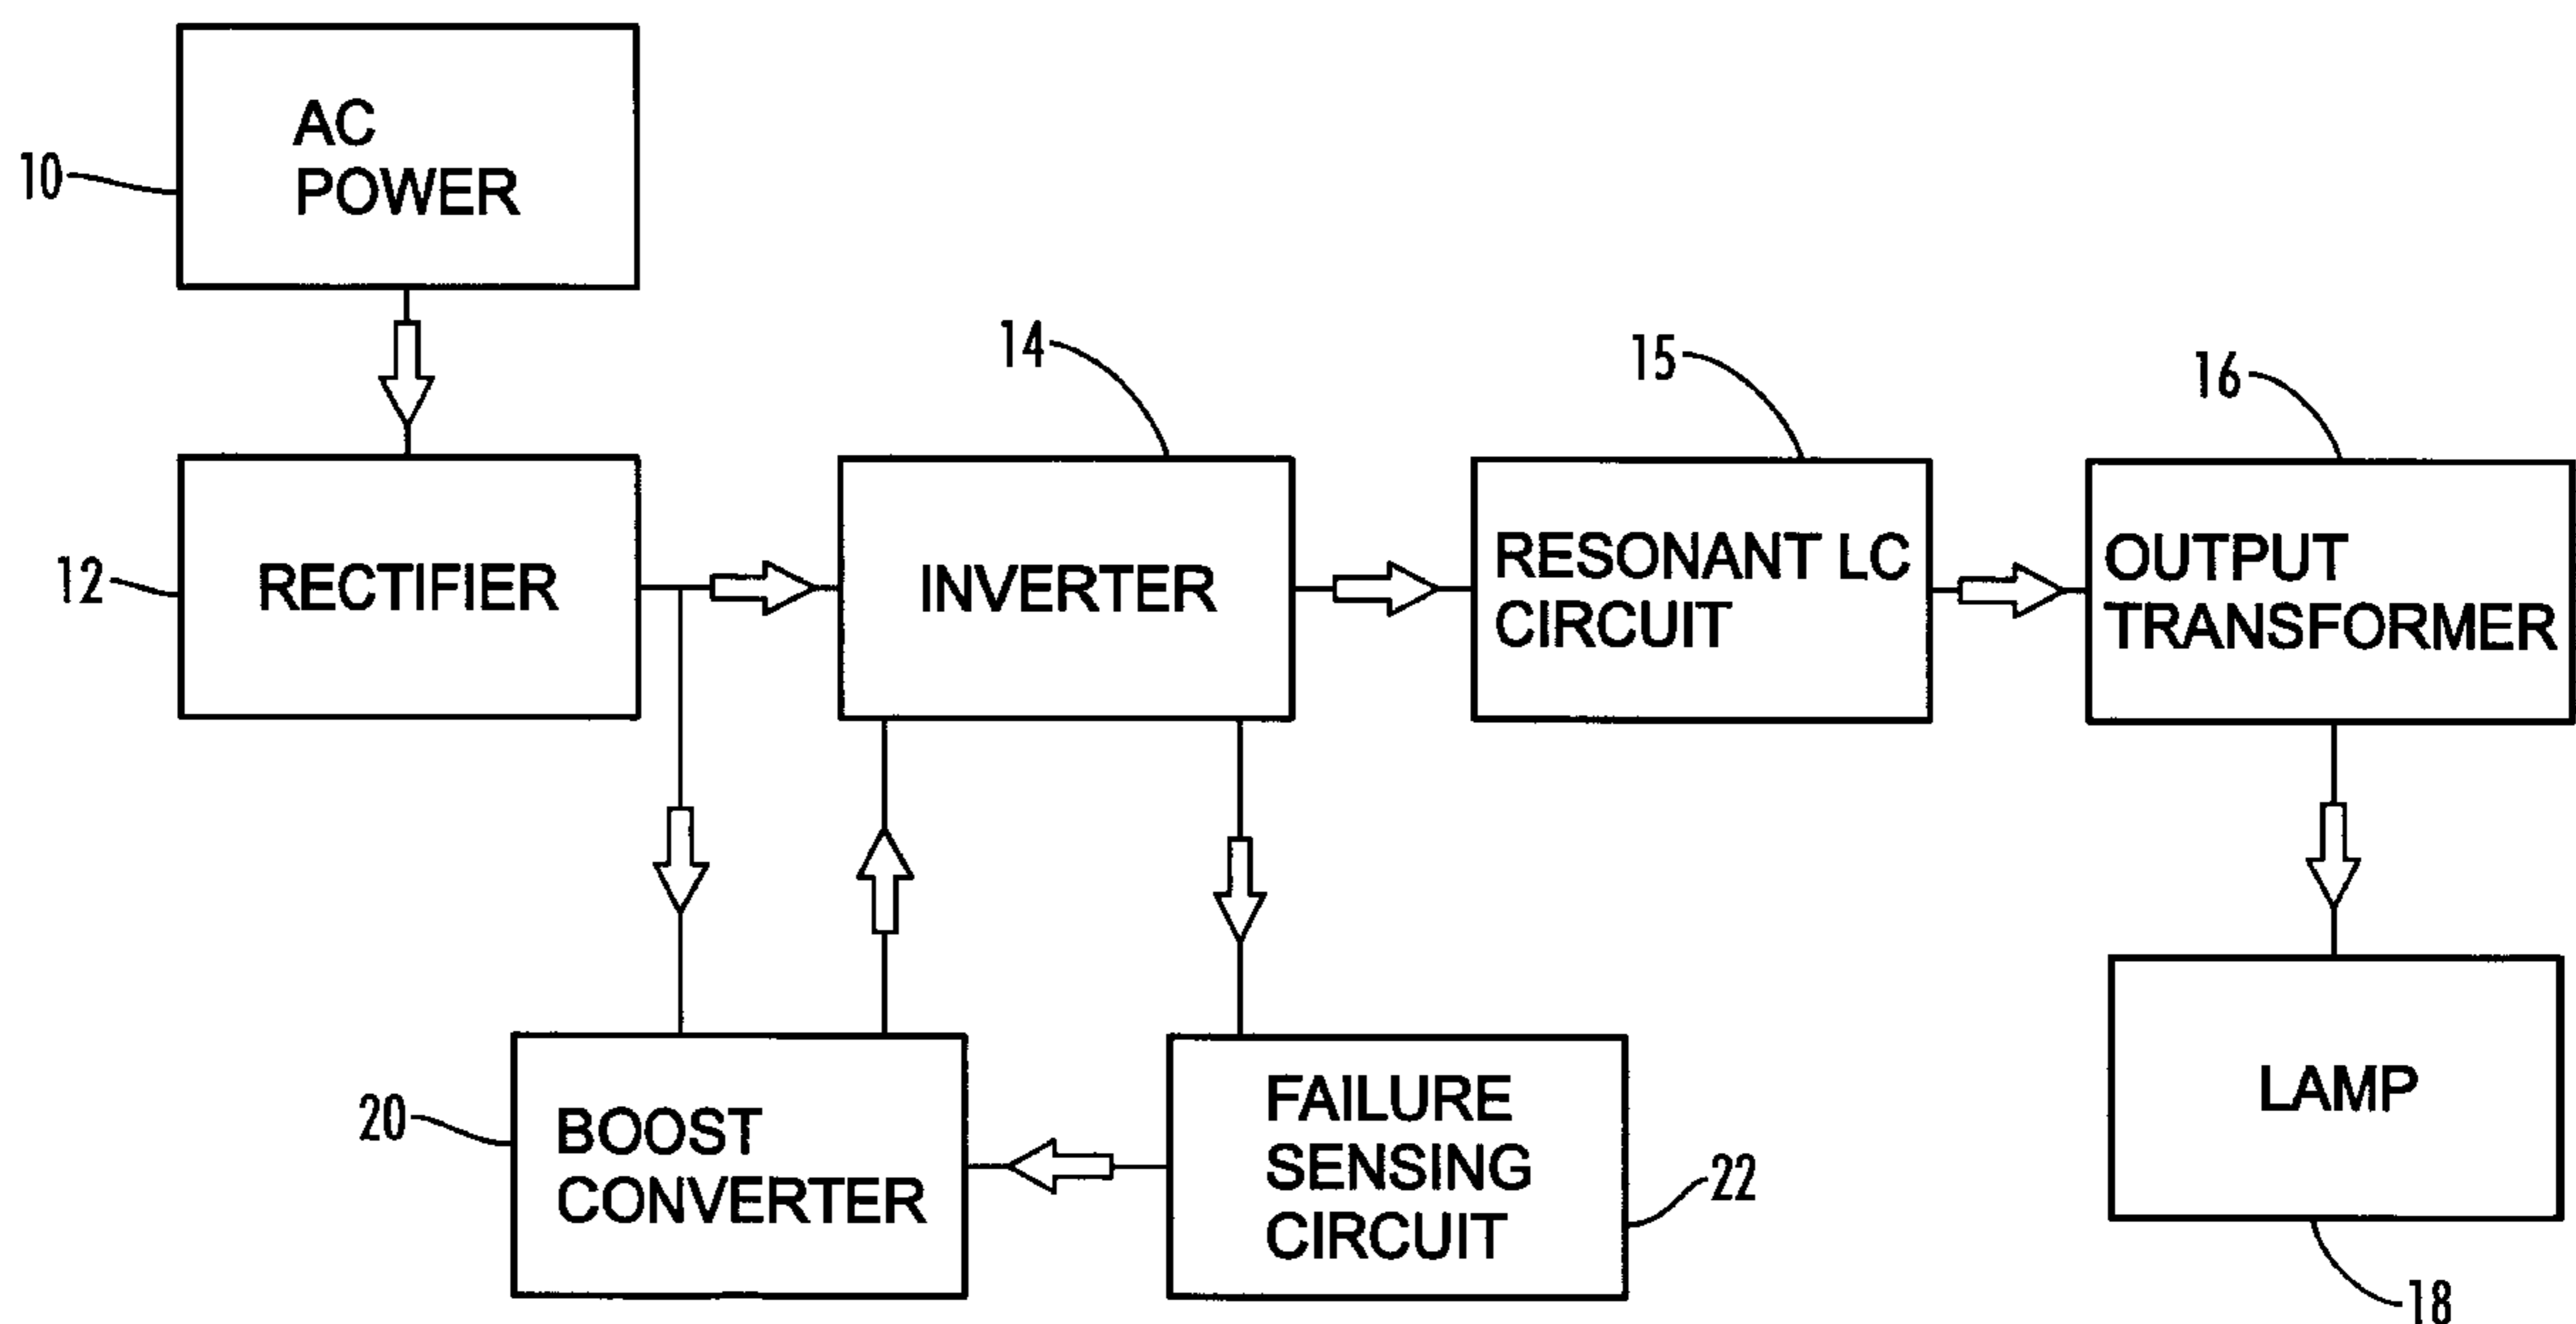 AC
POWER
10
14
15
16
12
RECTIFIER
INVERTER
RESONANT LC
CIRCUIT
OUTPUT
TRANSFORMER
20
BOOST
CONVERTER
FAILURE
SENSING
CIRCUIT
22
LAMP
18